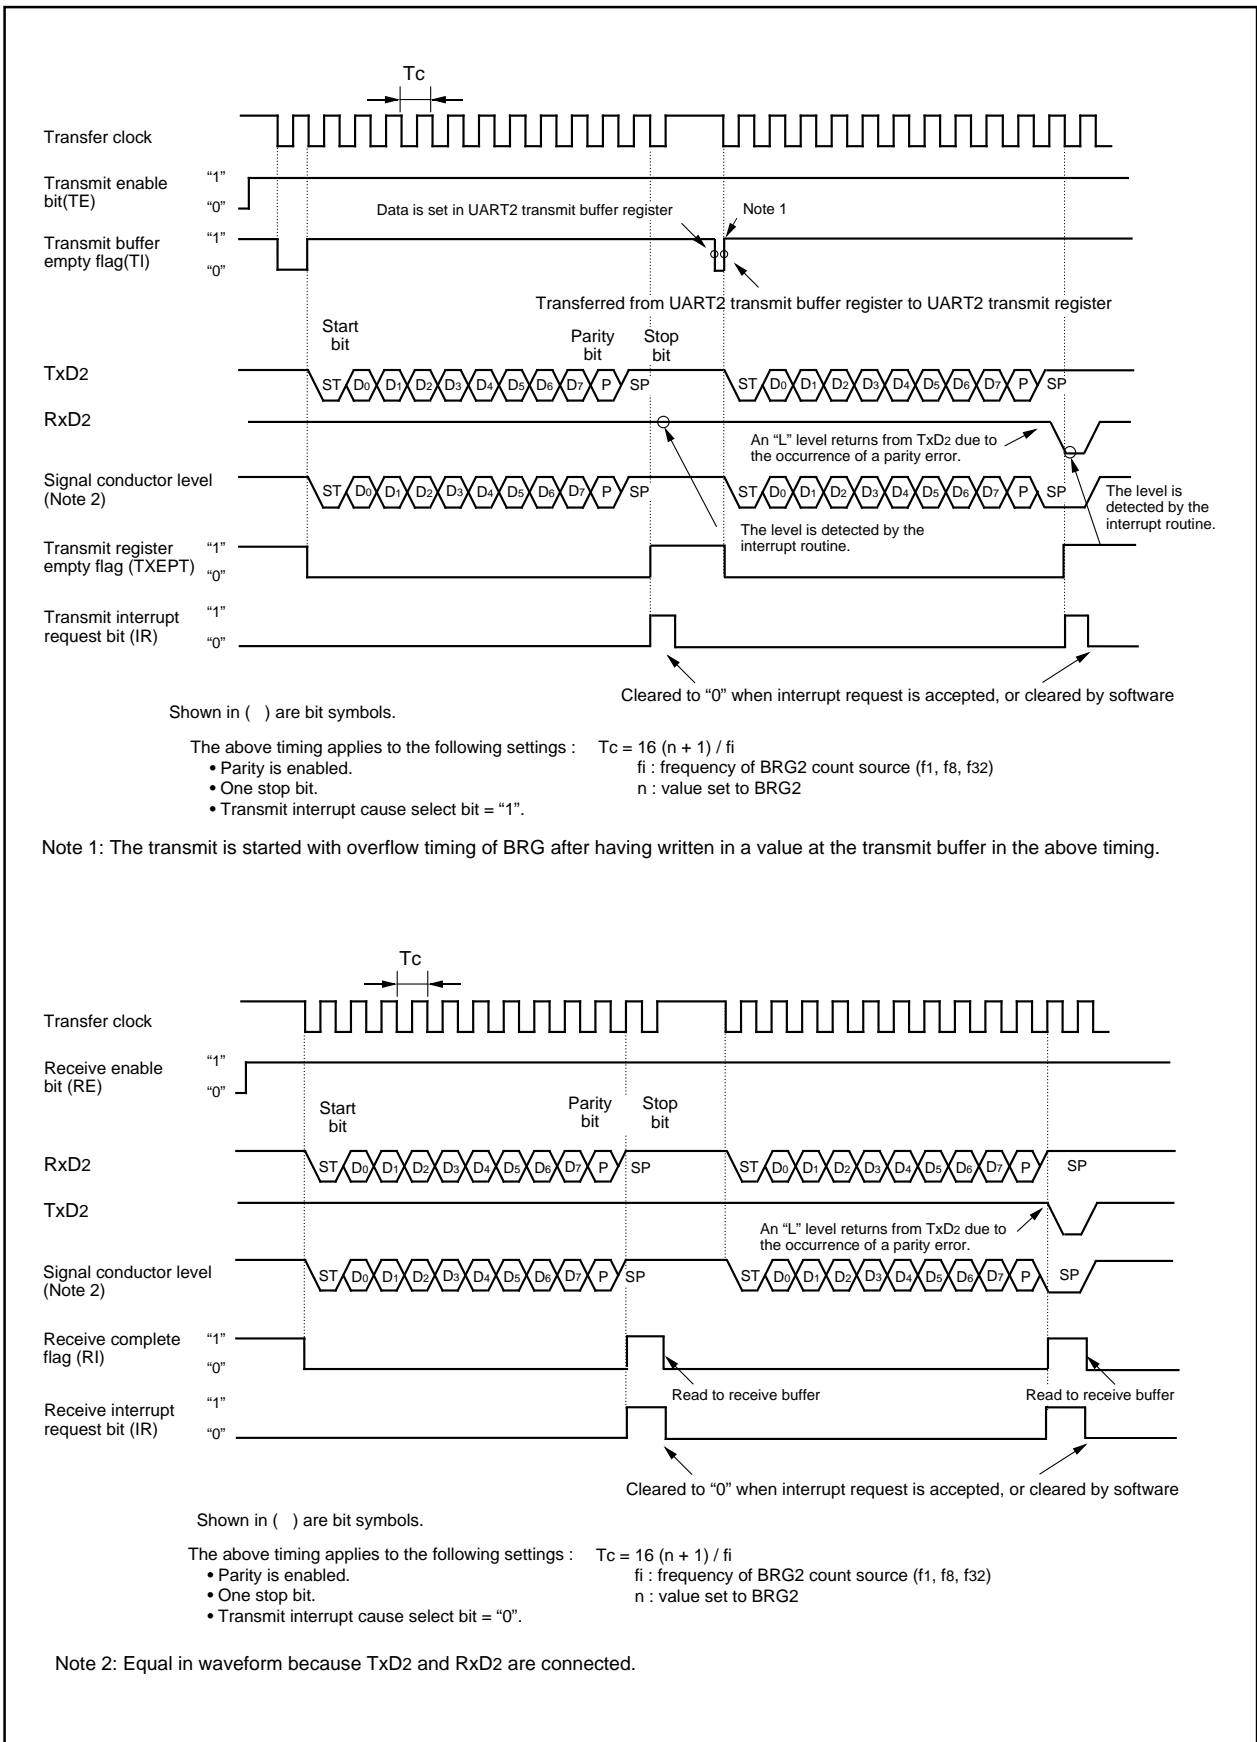 Tc
Transfer clock
Transmit enable
bit(TE)
“1”
“0”
Data is set in UART2 transmit buffer register
Note 1
Transmit buffer
empty flag(TI)
“1”
“0”
Transferred from UART2 transmit buffer register to UART2 transmit register
Start
bit
Parity
bit
Stop
bit
TxD2
ST D0 D1 D2 D3 D4 D5 D6 D7 P SP
ST D0 D1 D2 D3 D4 D5 D6 D7 P SP
RxD2
An “L” level returns from TxD2 due to
the occurrence of a parity error.
Signal conductor level
(Note 2)
ST D0 D1 D2 D3 D4 D5 D6 D7 P SP
ST D0 D1 D2 D3 D4 D5 D6 D7 P SP
The level is
detected by the
interrupt routine.
The level is detected by the
interrupt routine.
Transmit register
empty flag (TXEPT)
“1”
“0”
Transmit interrupt
request bit (IR)
“1”
“0”
Cleared to “0” when interrupt request is accepted, or cleared by software
Shown in ( ) are bit symbols.
The above timing applies to the following settings :
• Parity is enabled.
• One stop bit.
• Transmit interrupt cause select bit = “1”.
Tc = 16 (n + 1) / fi
fi : frequency of BRG2 count source (f1, f8, f32)
n : value set to BRG2
Note 1: The transmit is started with overflow timing of BRG after having written in a value at the transmit buffer in the above timing.
Tc
Transfer clock
Receive enable
bit (RE)
“1”
“0”
Start
bit
Parity
bit
Stop
bit
RxD2
ST D0 D1 D2 D3 D4 D5 D6 D7 P SP
ST D0 D1 D2 D3 D4 D5 D6 D7 P SP
TxD2
An “L” level returns from TxD2 due to
the occurrence of a parity error.
Signal conductor level
(Note 2)
ST D0 D1 D2 D3 D4 D5 D6 D7 P SP
ST D0 D1 D2 D3 D4 D5 D6 D7 P SP
Receive complete
flag (RI)
“1”
“0”
Read to receive buffer
Read to receive buffer
Receive interrupt
request bit (IR)
“1”
“0”
Cleared to “0” when interrupt request is accepted, or cleared by software
Shown in ( ) are bit symbols.
The above timing applies to the following settings :
• Parity is enabled.
• One stop bit.
• Transmit interrupt cause select bit = “0”.
Tc = 16 (n + 1) / fi
fi : frequency of BRG2 count source (f1, f8, f32)
n : value set to BRG2
Note 2: Equal in waveform because TxD2 and RxD2 are connected.